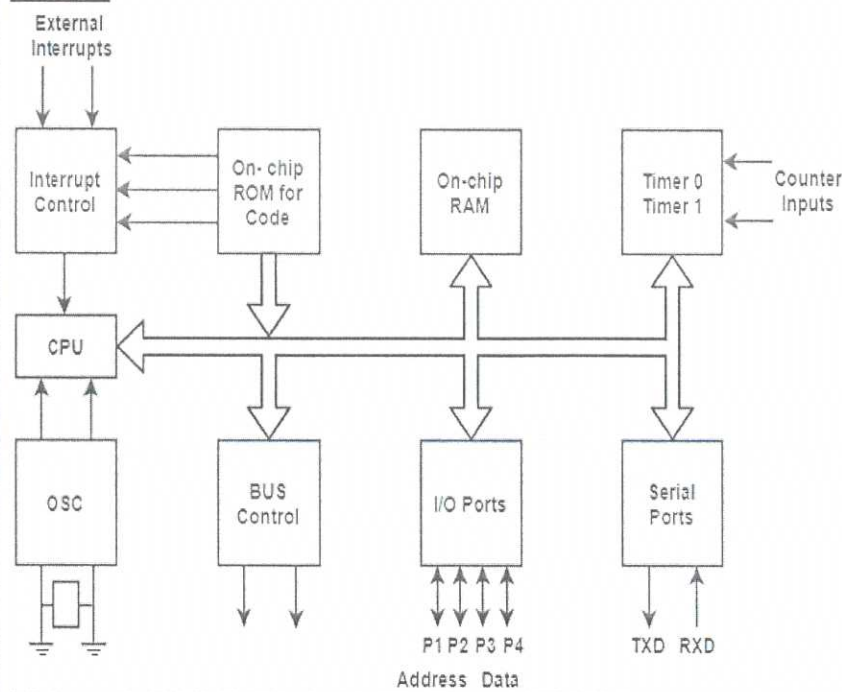 External
Interrupts
Interrupt
Control
On- chip
ROM for
Code
On-chip
RAM
Timer 0
Timer 1
Counter
Inputs
CPU
OSC
BUS
Control
I/O Ports
Serial
Ports
P1 P2 P3 P4
TXD RXD
Address Data